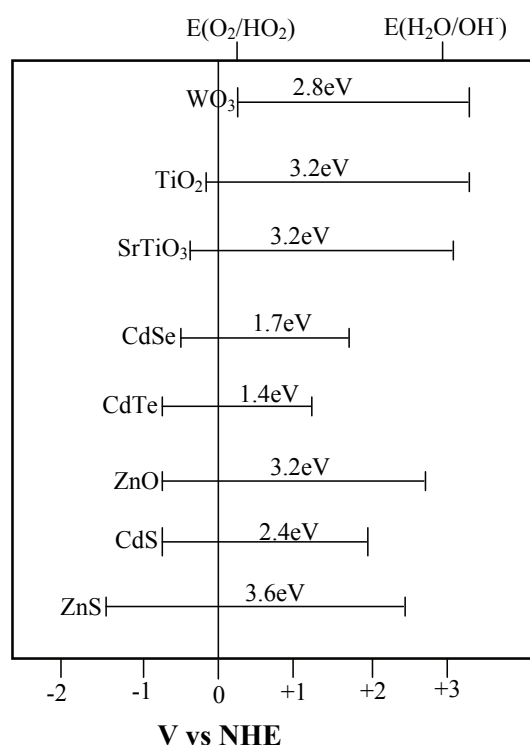 E(O₂/HO₂) E(H₂O/OH˙)
WO₃ 2.8eV
TiO₂ 3.2eV
SrTiO₃ 3.2eV
CdSe 1.7eV
CdTe 1.4eV
ZnO 3.2eV
CdS 2.4eV
ZnS 3.6eV
-2 -1 0 +1 +2 +3
V vs NHE